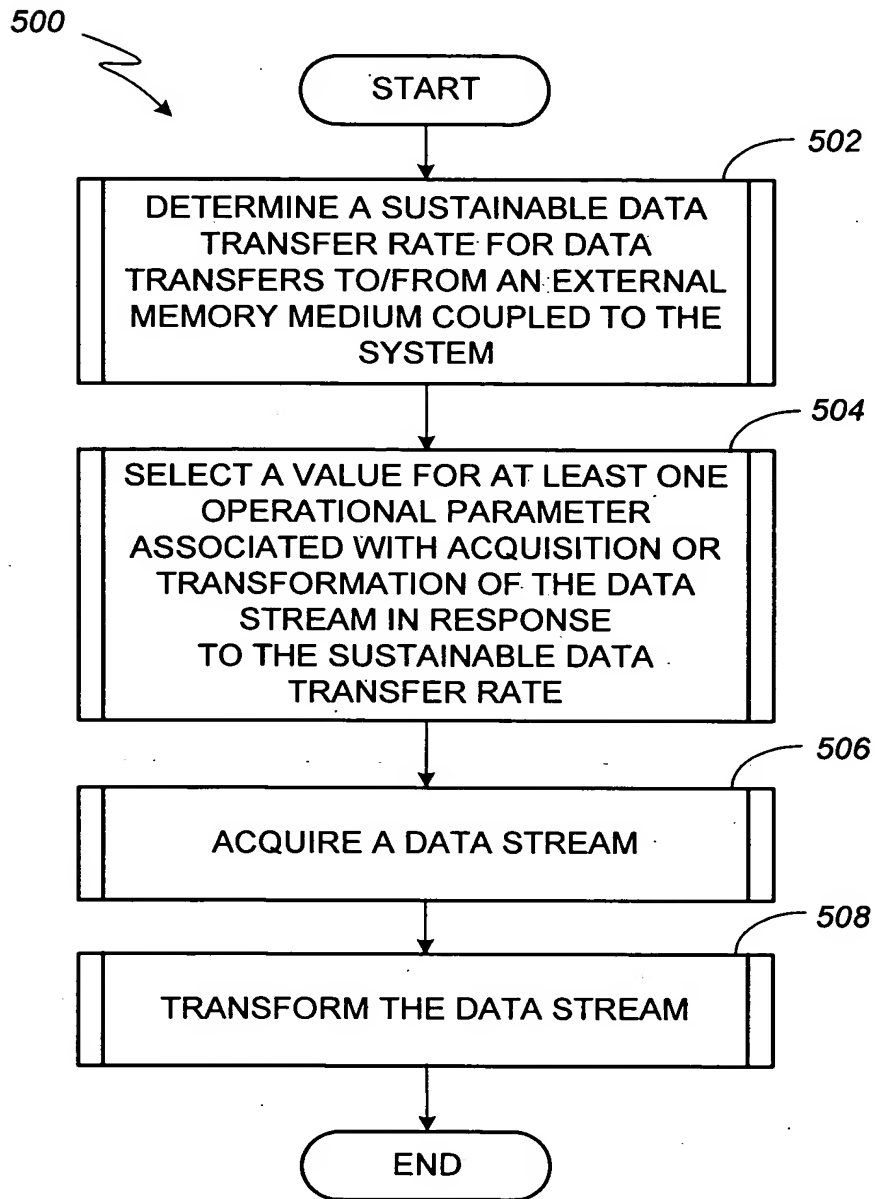 500
START
502
DETERMINE A SUSTAINABLE DATA
TRANSFER RATE FOR DATA
TRANSFERS TO/FROM AN EXTERNAL
MEMORY MEDIUM COUPLED TO THE
SYSTEM
504
SELECT A VALUE FOR AT LEAST ONE
OPERATIONAL PARAMETER
ASSOCIATED WITH ACQUISITION OR
TRANSFORMATION OF THE DATA
STREAM IN RESPONSE
TO THE SUSTAINABLE DATA
TRANSFER RATE
506
ACQUIRE A DATA STREAM
508
TRANSFORM THE DATA STREAM
END